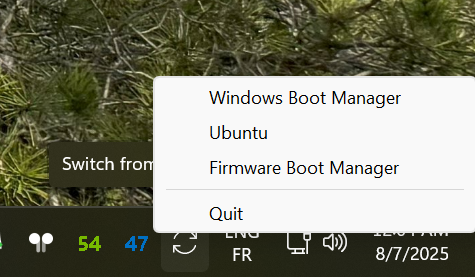 Windows Boot Manager
Ubuntu
Switch from
Firmware Boot Manager
Quit
54 47 ENG
FR
8/7/2025